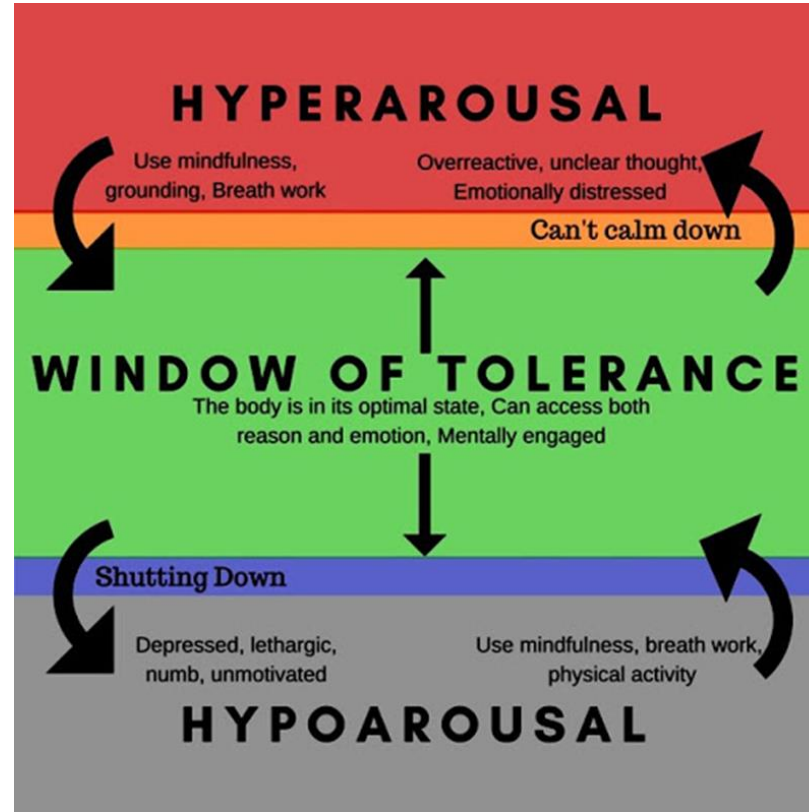 HYPERAROUSAL
Use mindfulness,
grounding, Breath work
Overreactive, unclear thought,
Emotionally distressed
Can't calm down
WINDOW OF TOLERANCE
The body is in its optimal state, Can access both
reason and emotion, Mentally engaged
Shutting Down
Depressed, lethargic,
numb, unmotivated
Use mindfulness, breath work,
physical activity
HYPOAROUSAL